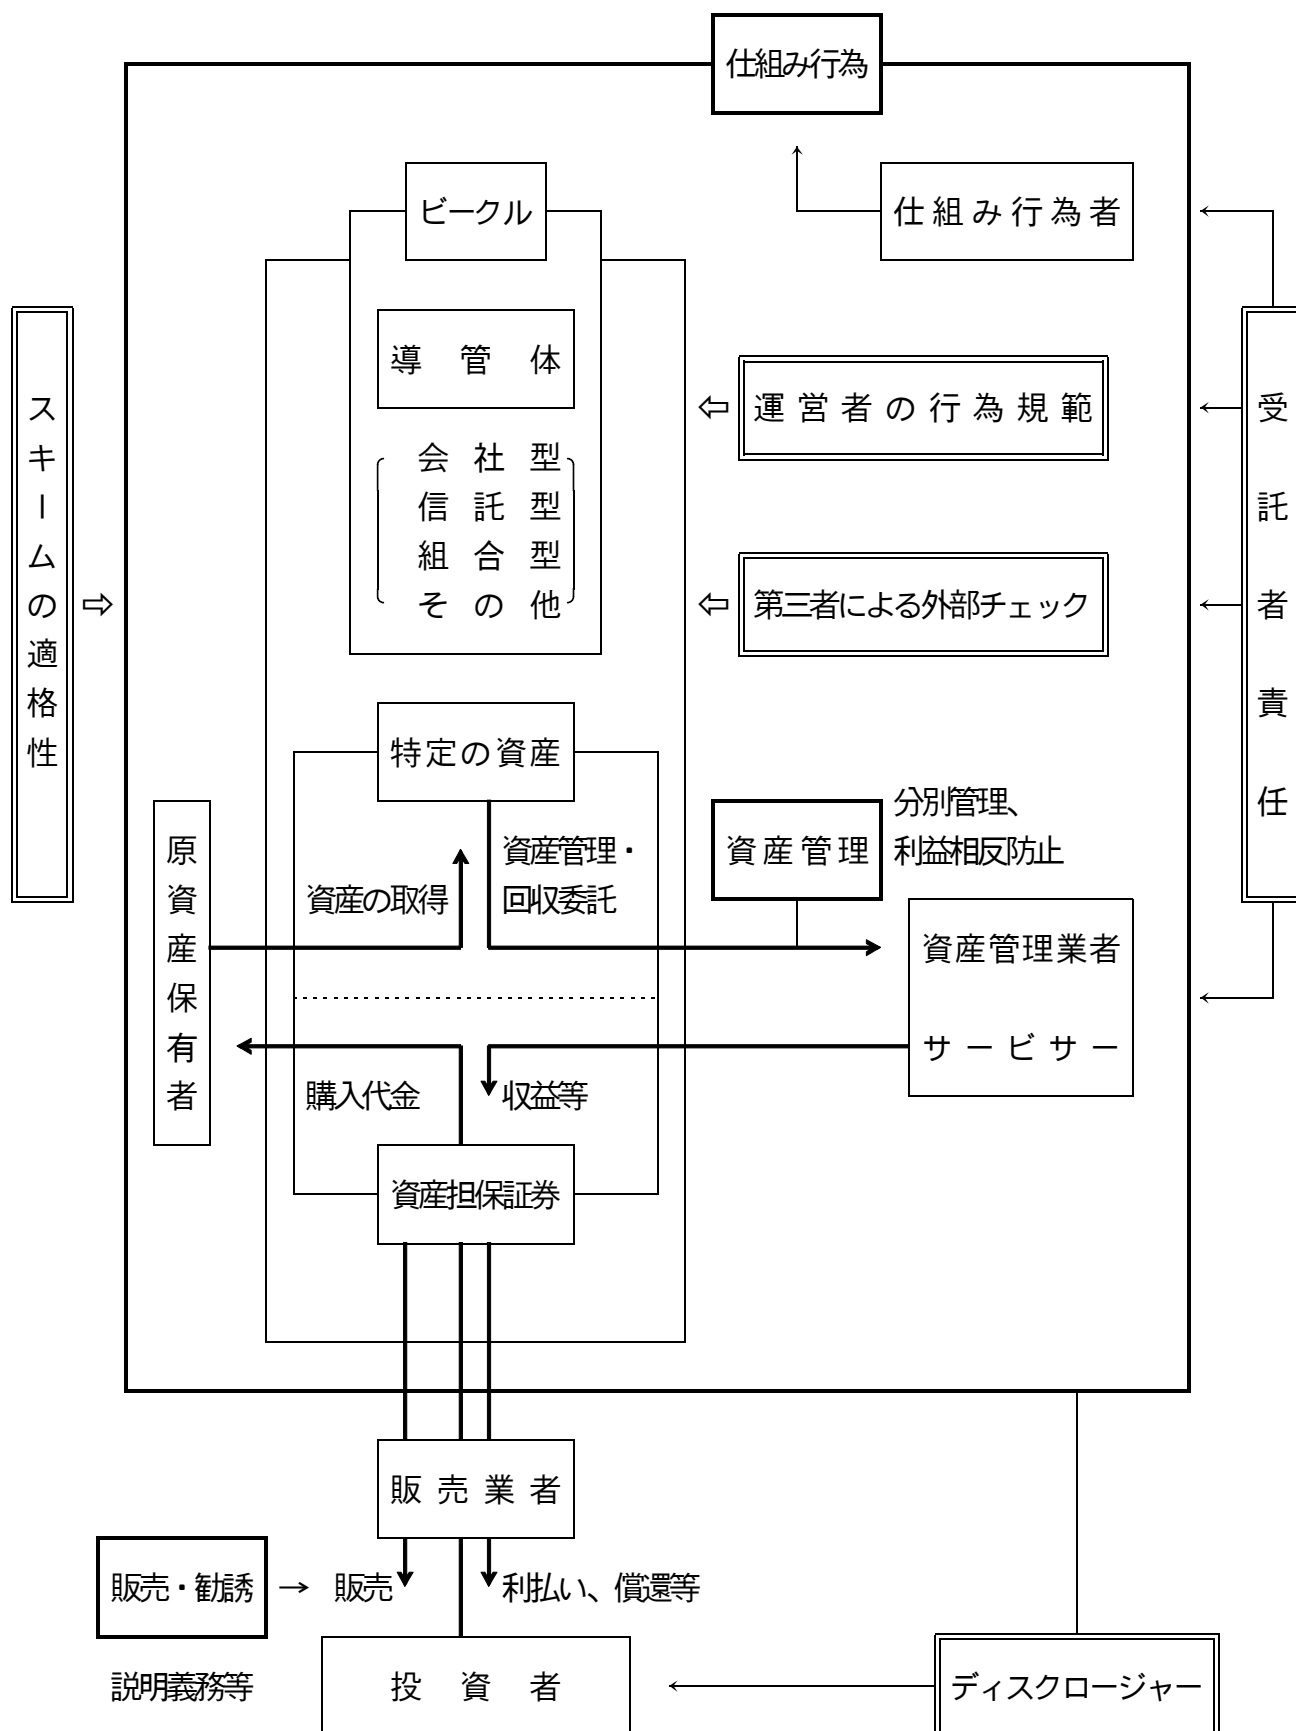 仕組み行為
ビークル
仕組み行為者
導管体
運営者の行為規範
会社型
信託型
組合型
その他
第三者による外部チェック
スキームの適格性
受託者責任
特定の資産
原資産保有者
資産の取得
資産管理・
回収委託
資産管理
分別管理、
利益相反防止
資産管理業者
サービサー
購入代金
収益等
資産担保証券
販売業者
販売・勧誘
→
販売
利払い、償還等
説明義務等
投資者
ディスクロージャー